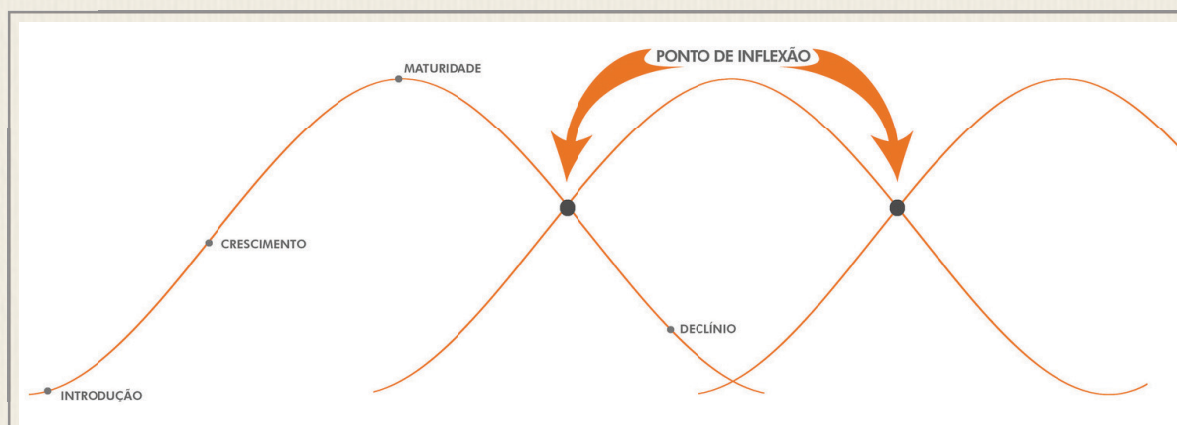 PONTO DE INFLEXÃO
MATURIDADE
CRESCIMENTO
DECLÍNIO
INTRODUÇÃO